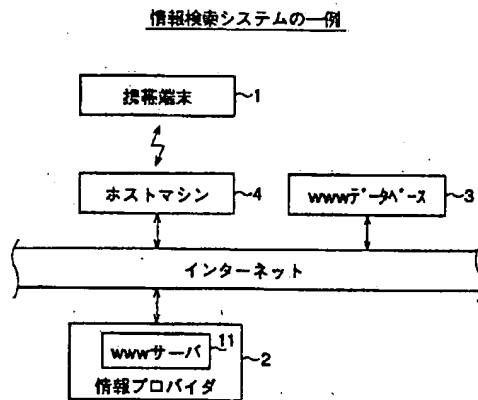 情報検索システムの一例
携帯端末 ~1
ホストマシン ~4
wwwデータベース ~3
インターネット
wwwサーバ 11
情報プロバイダ ~2